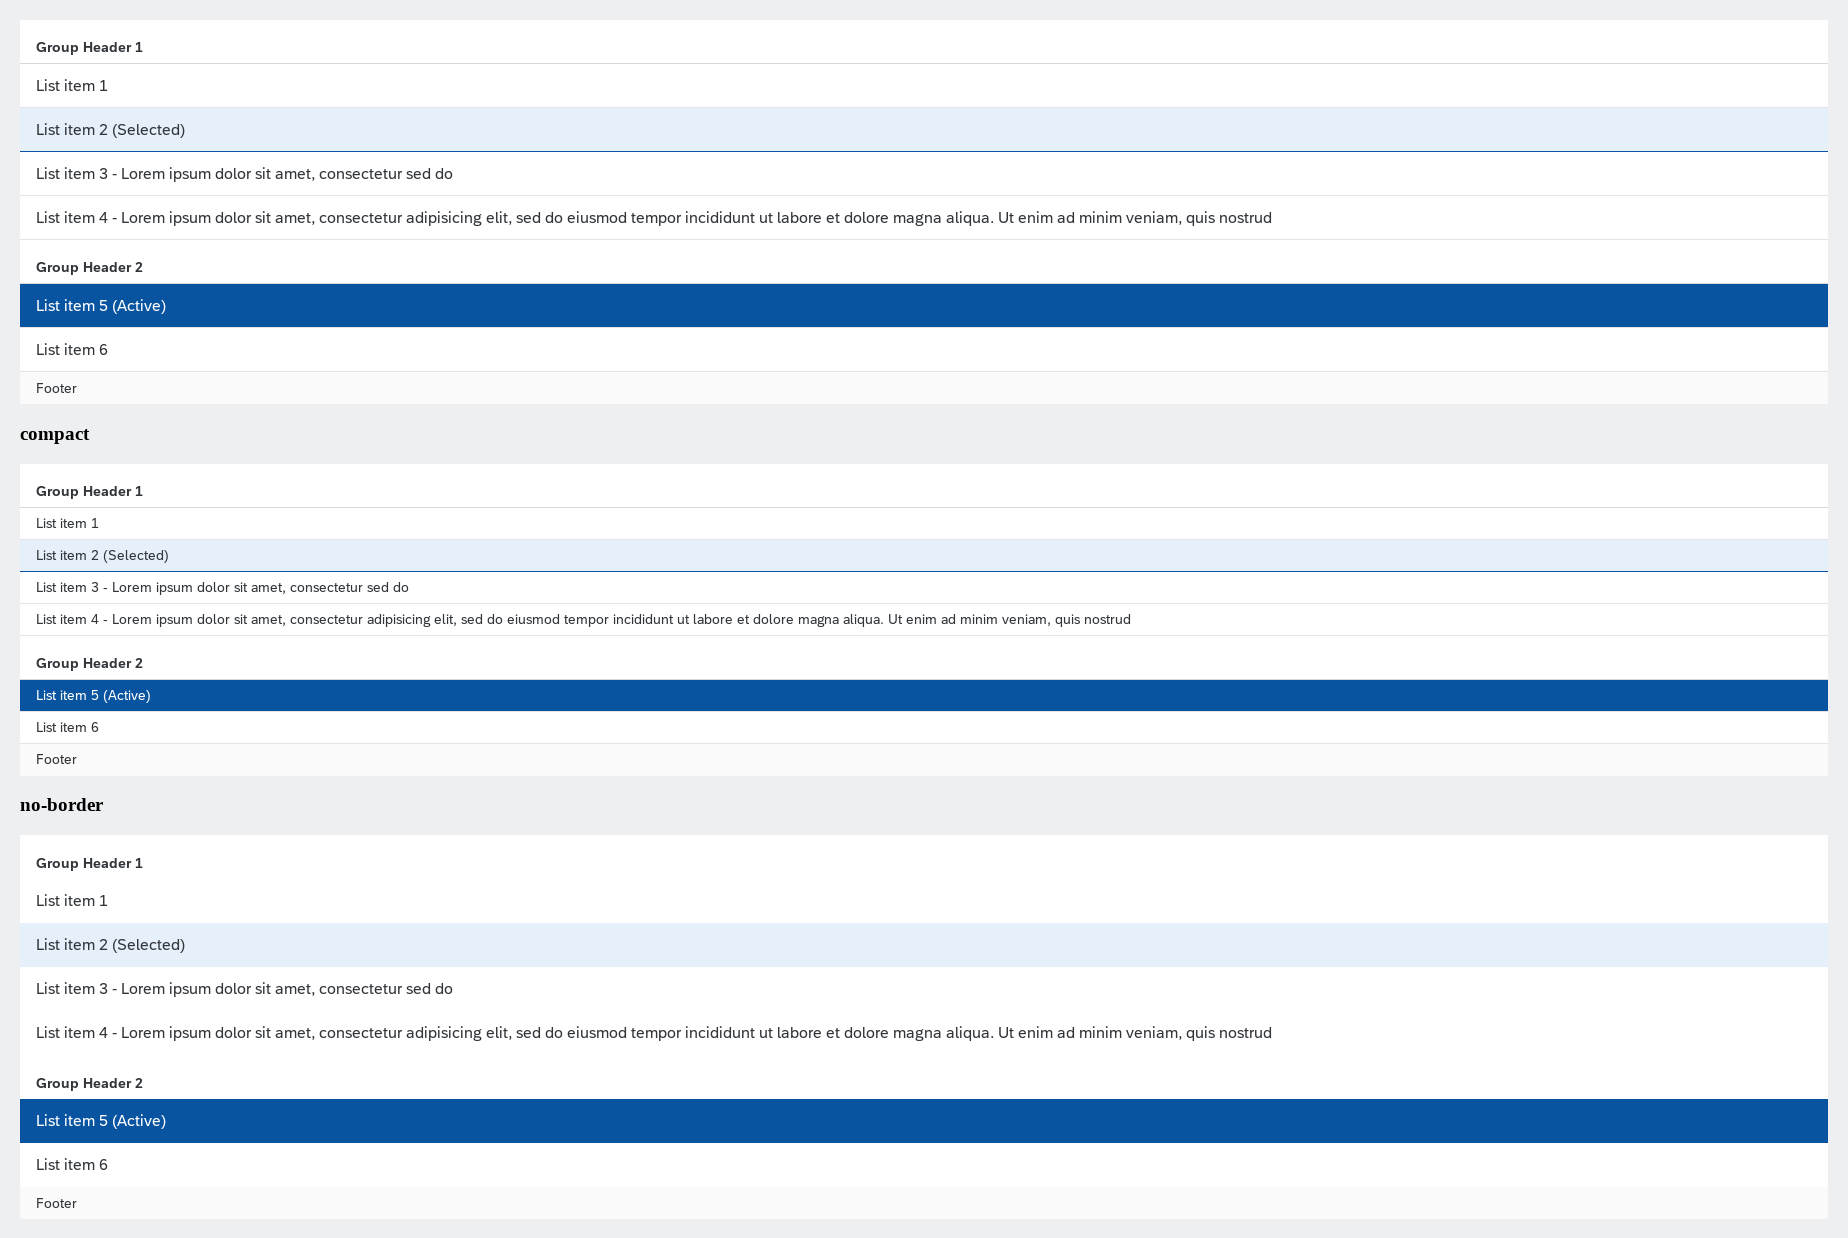 Group Header 1
List item 1
List item 2 (Selected)
List item 3 - Lorem ipsum dolor sit amet, consectetur sed do
List item 4 - Lorem ipsum dolor sit amet, consectetur adipisicing elit, sed do eiusmod tempor incididunt ut labore et dolore magna aliqua. Ut enim ad minim veniam, quis nostrud
Group Header 2
List item 5 (Active)
List item 6
Footer
compact
Group Header 1
List item 1
List item 2 (Selected)
List item 3 - Lorem ipsum dolor sit amet, consectetur sed do
List item 4 - Lorem ipsum dolor sit amet, consectetur adipisicing elit, sed do eiusmod tempor incididunt ut labore et dolore magna aliqua. Ut enim ad minim veniam, quis nostrud
Group Header 2
List item 5 (Active)
List item 6
Footer
no-border
Group Header 1
List item 1
List item 2 (Selected)
List item 3 - Lorem ipsum dolor sit amet, consectetur sed do
List item 4 - Lorem ipsum dolor sit amet, consectetur adipisicing elit, sed do eiusmod tempor incididunt ut labore et dolore magna aliqua. Ut enim ad minim veniam, quis nostrud
Group Header 2
List item 5 (Active)
List item 6
Footer